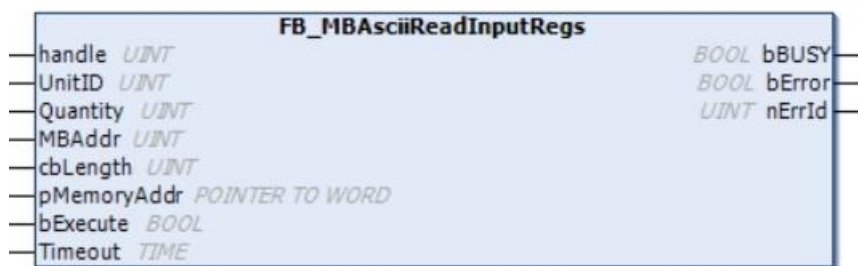 FB_MBAsciiReadInputRegs
handle UINT BOOL bBUSY
UnitID UINT BOOL bError
Quantity UINT UINT nErrId
MBAddr UINT
cbLength UINT
pMemoryAddr POINTER TO WORD
bExecute BOOL
Timeout TIME